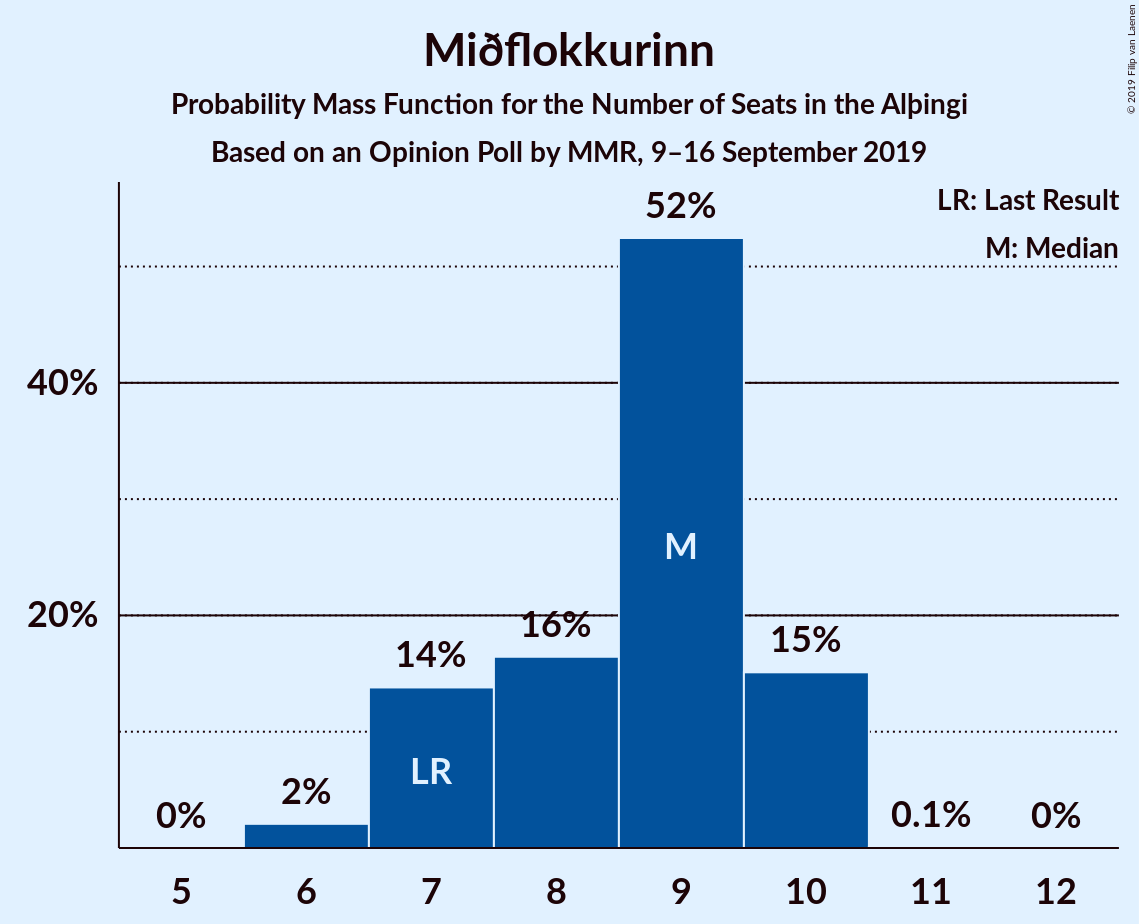 Miðflokkurinn
Probability Mass Function for the Number of Seats in the Alþingi
Based on an Opinion Poll by MMR, 9–16 September 2019
© 2019 Filip van Laenen
LR: Last Result
M: Median
52%
40%
M
20%
16%
15%
14%
LR
2%
0%
0.1%
0%
5 6 7 8 9 10 11 12